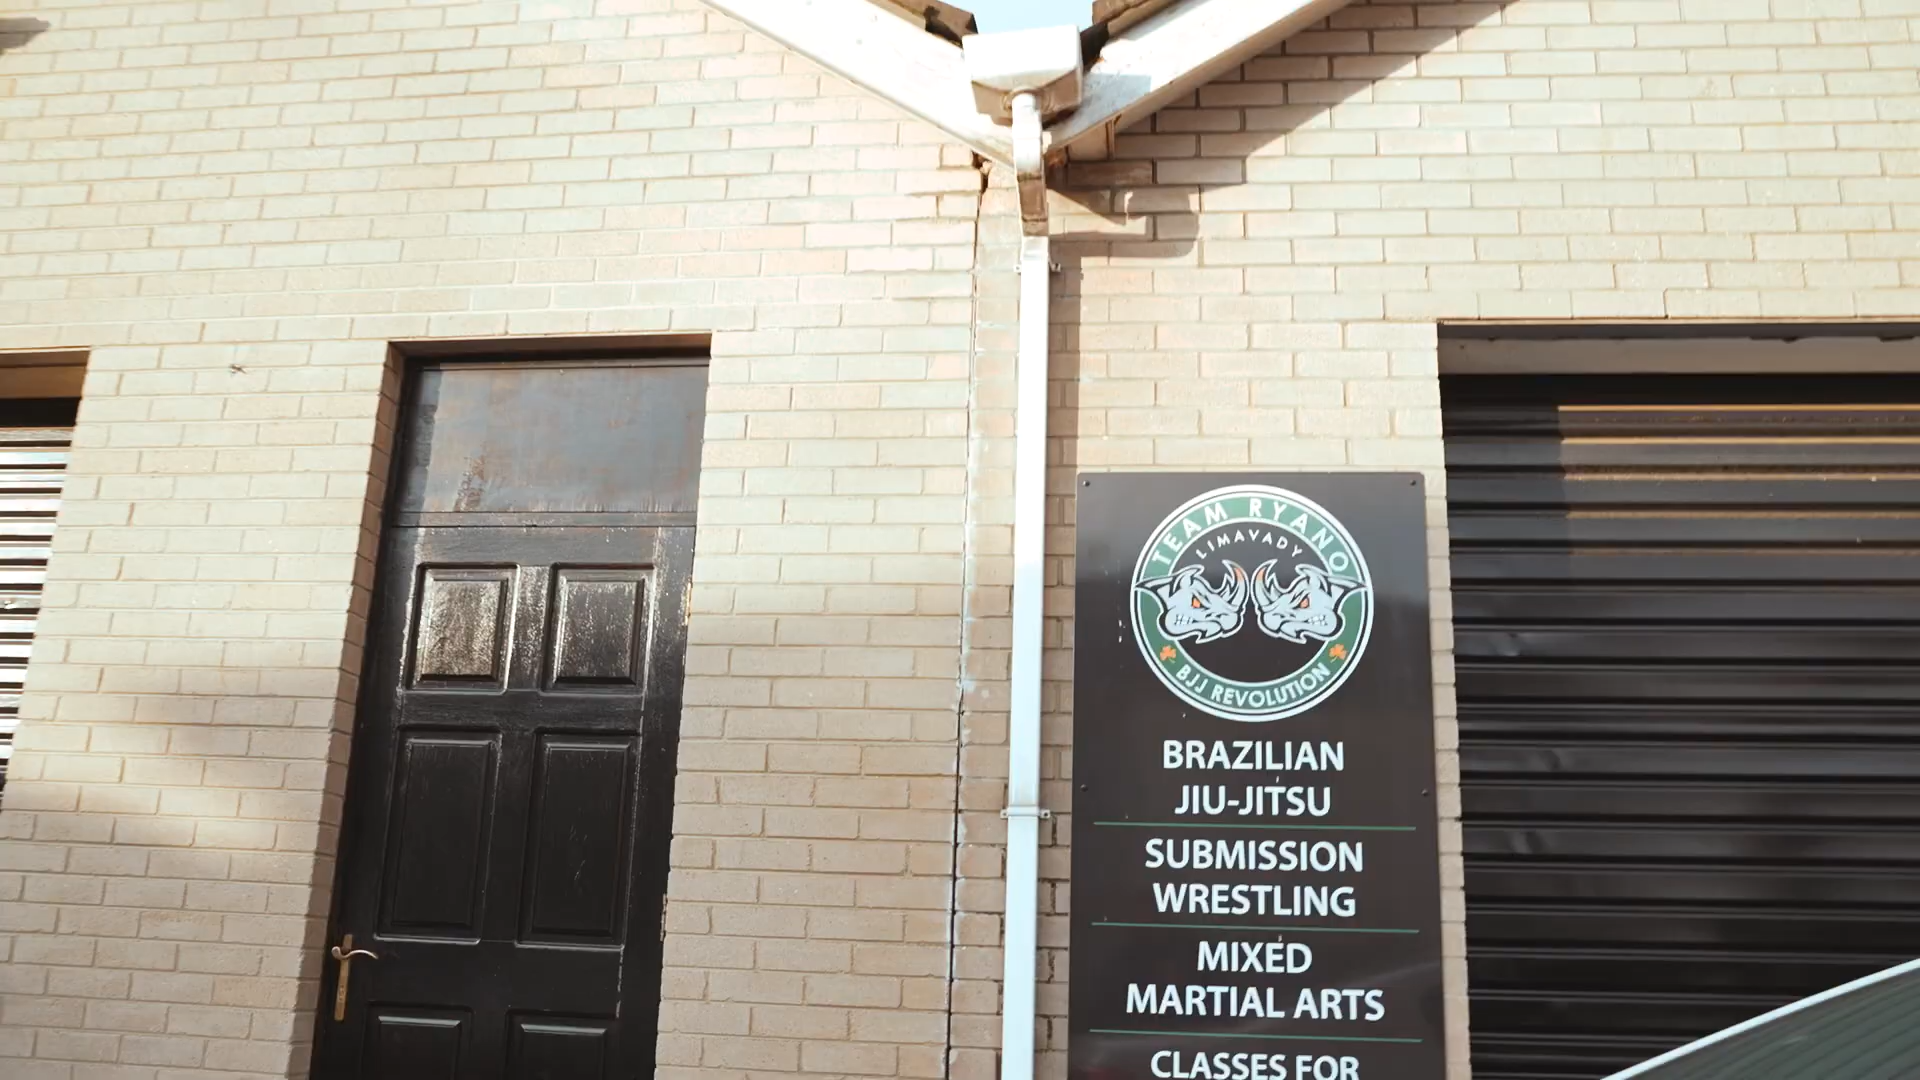 TEAM RYANO
LIMAVADY
BJJ REVOLUTION
BRAZILIAN
JIU-JITSU
SUBMISSION
WRESTLING
MIXED
MARTIAL ARTS
CLASSES FOR